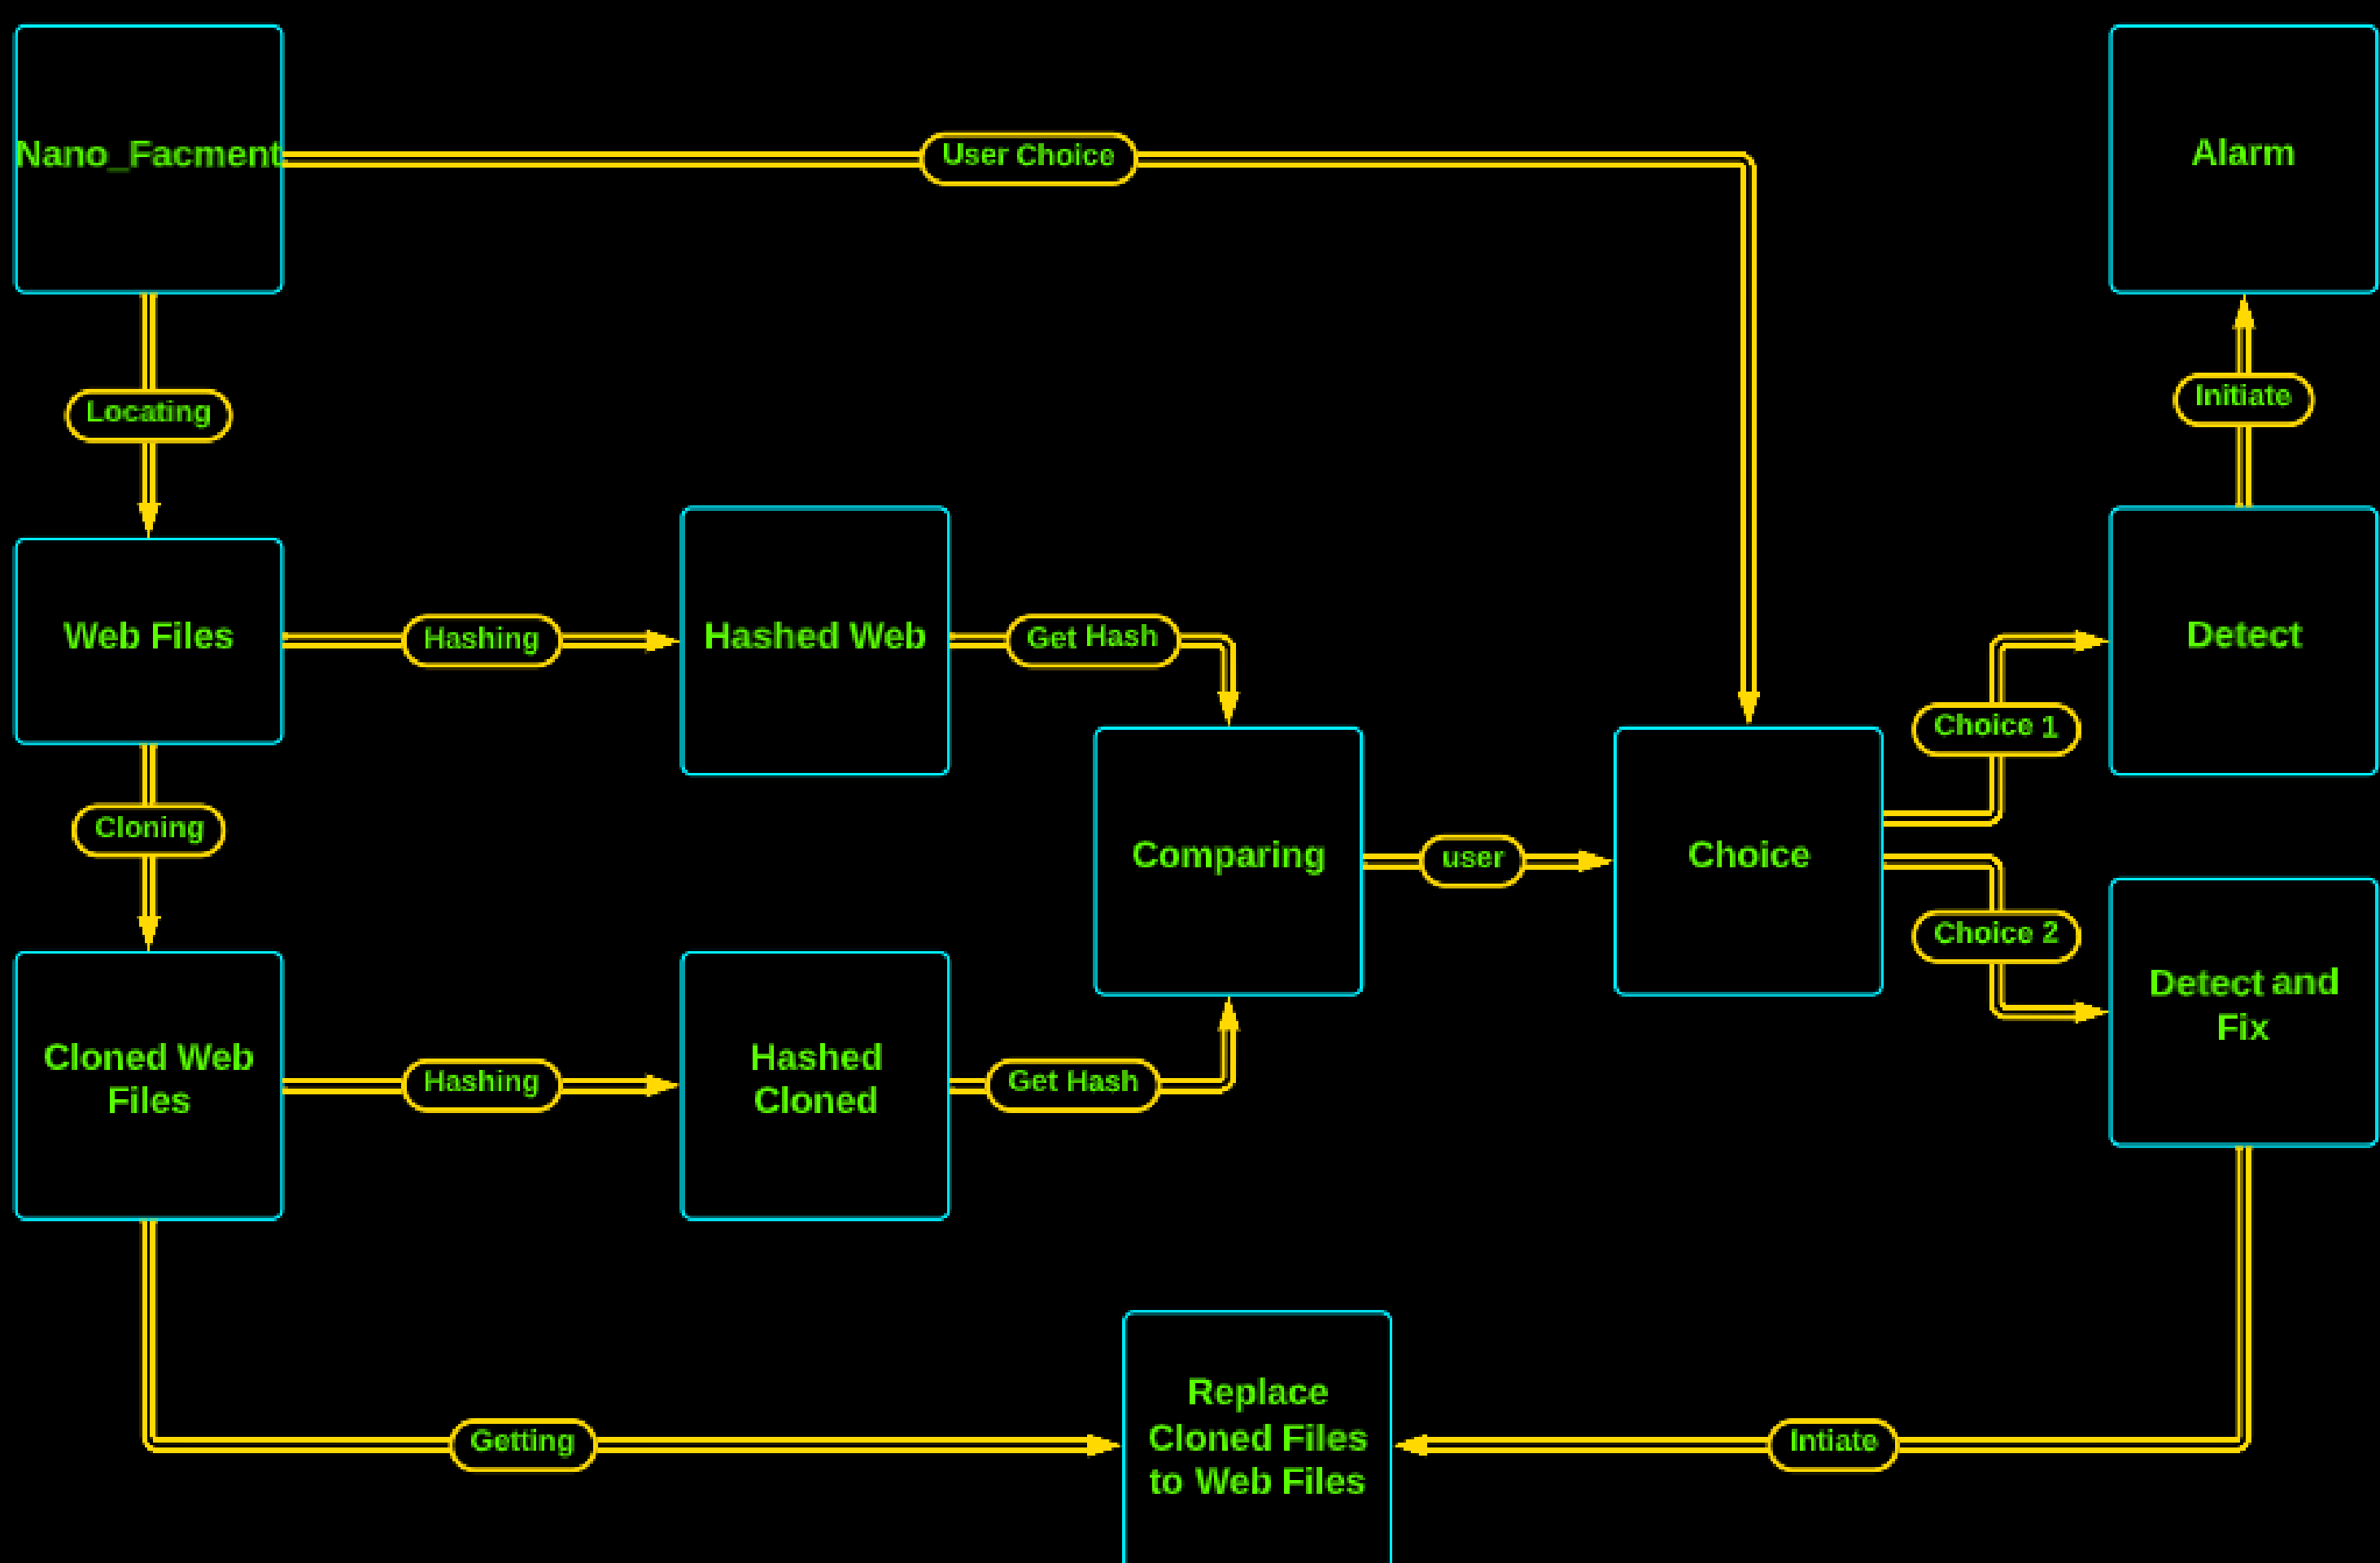 Nano_Facment
User Choice
Alarm
Locating
Initiate
Web Files
Hashing
Hashed Web
Get Hash
Detect
Choice 1
Cloning
Comparing
user
Choice
Choice 2
Detect and
Fix
Cloned Web
Files
Hashing
Hashed
Cloned
Get Hash
Replace
Cloned Files
to Web Files
Getting
Intiate